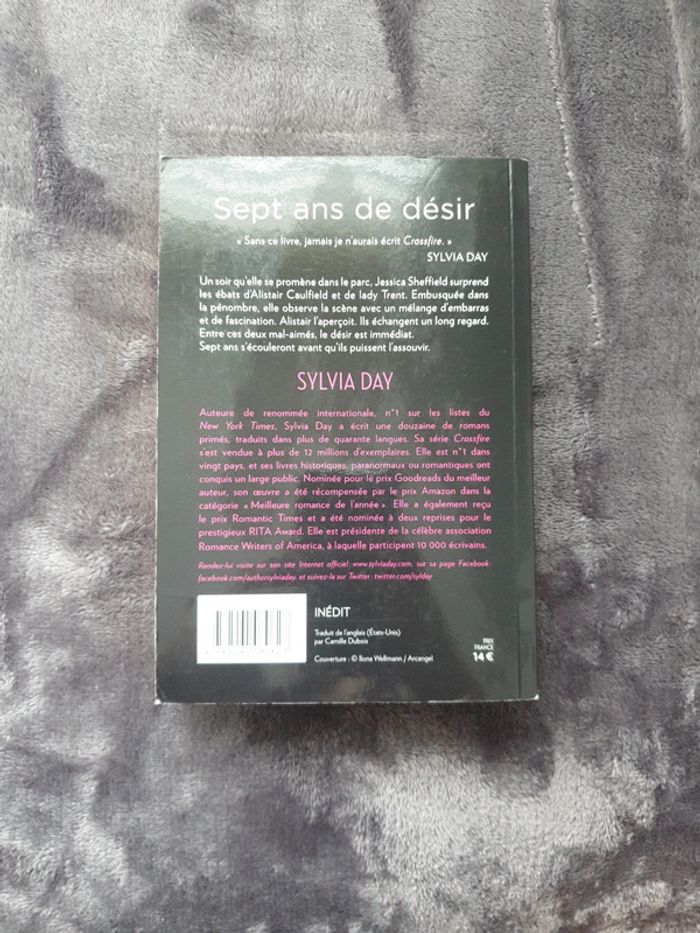 Sept ans de désir
« Sans ce livre, jamais je n'aurais écrit Crossfire. »
SYLVIA DAY
Un soir qu'elle se promène dans le parc, Jessica Sheffield surprend
les ébats d'Alistair Caulfield et de lady Trent. Embusquée dans
la pénombre, elle observe la scène avec un mélange d'embarras
et de fascination. Alistair l'aperçoit. Ils échangent un long regard.
Entre ces deux mal-aimés, le désir est immédiat.
Sept ans s'écouleront avant qu'ils puissent l'assouvir.
SYLVIA DAY
Auteure de renommée internationale, n°1 sur les listes du
New York Times, Sylvia Day a écrit une douzaine de romans
primés, traduits dans plus de quarante langues. Sa série Crossfire
s'est vendue à plus de 12 millions d'exemplaires. Elle est n°1 dans
vingt pays, et ses livres historiques, paranormaux ou romantiques ont
conquis un large public. Nominée pour le prix Goodreads du meilleur
auteur, son œuvre a été récompensée par le prix Amazon dans la
catégorie « Meilleure romance de l'année ». Elle a également reçu
le prix Romantic Times et a été nominée à deux reprises pour le
prestigieux RITA Award. Elle est présidente de la célèbre association
Romance Writers of America, à laquelle participent 10 000 écrivains.
Rendez-lui visite sur son site Internet officiel : www.sylviaday.com, sur sa page Facebook :
facebook.com/authorsylviaday, et suivez-la sur Twitter : twitter.com/sylday
INÉDIT
Traduit de l'anglais (États-Unis)
par Camille Dubois
Couverture : © Ilona Wellmann / Arcangel
PRIX
FRANCE
14 €